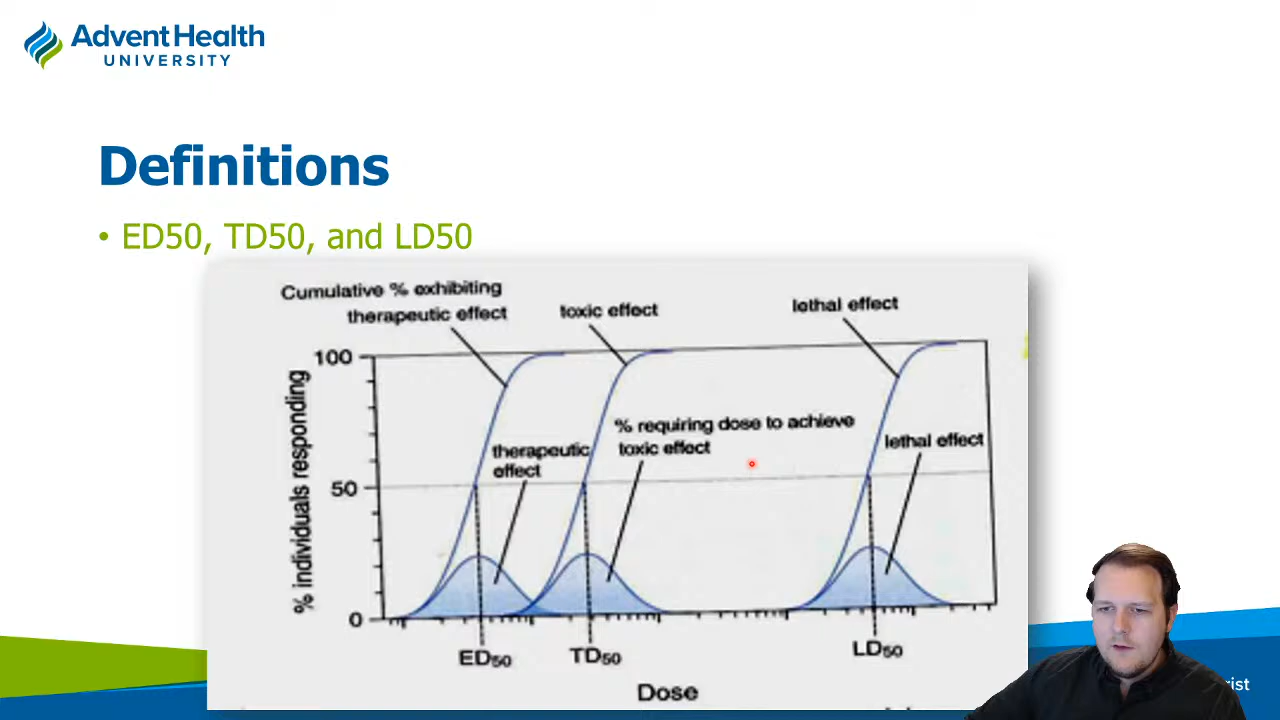 AdventHealth
UNIVERSITY
Definitions
• ED50, TD50, and LD50
Cumulative % exhibiting
therapeutic effect
toxic effect
lethal effect
100
% requiring dose to achieve
therapeutic
effect
toxic effect
lethal effect
50
0
% individuals responding
ED50
TD50
LD50
Dose
rist